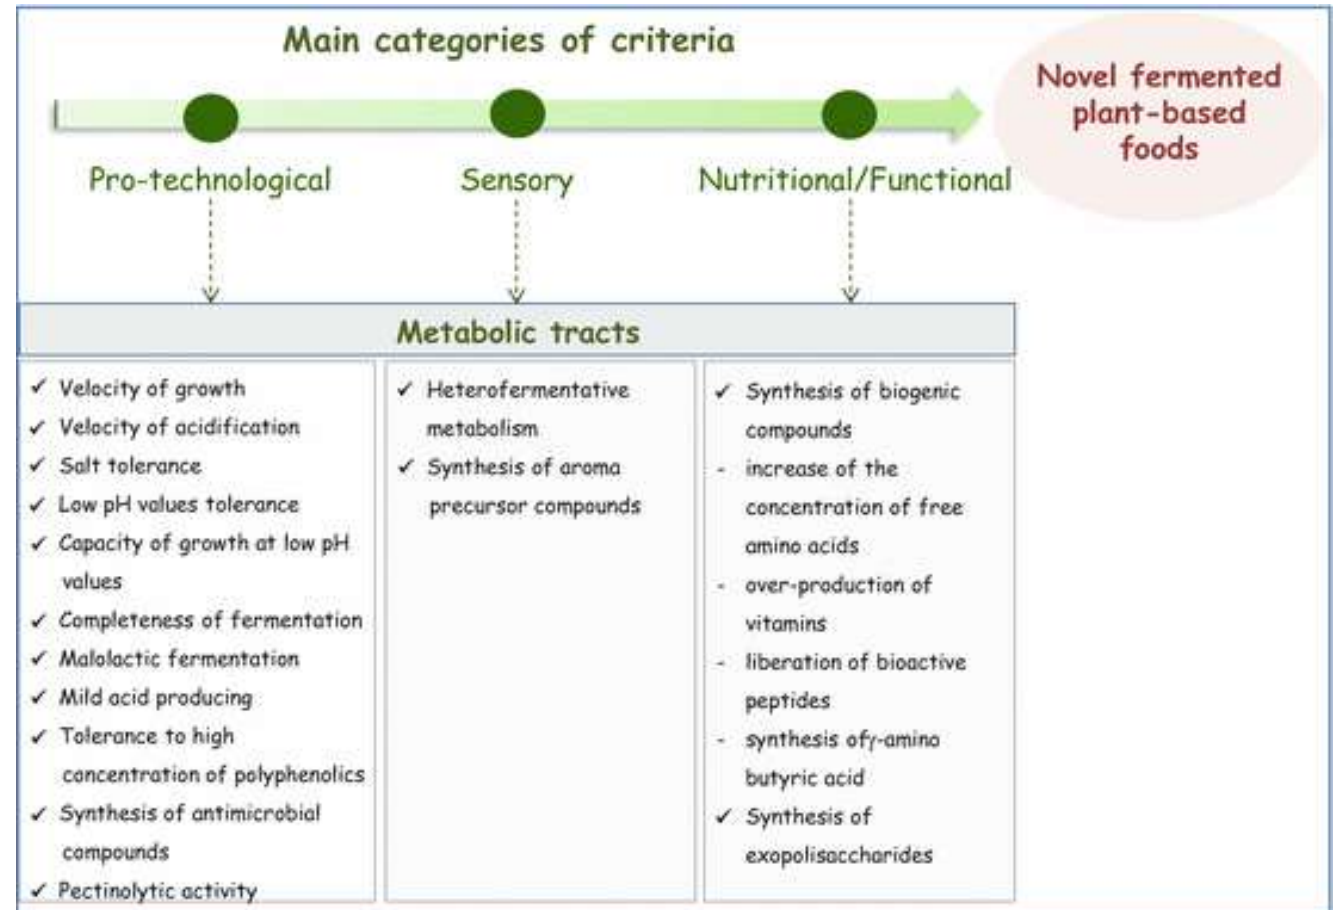 Main categories of criteria
Novel fermented
plant-based
foods
Pro-technological
Sensory
Nutritional/Functional
Metabolic tracts
✓ Velocity of growth
✓ Velocity of acidification
✓ Salt tolerance
✓ Low pH values tolerance
✓ Capacity of growth at low pH
values
✓ Completeness of fermentation
✓ Malolactic fermentation
✓ Mild acid producing
✓ Tolerance to high
concentration of polyphenolics
✓ Synthesis of antimicrobial
compounds
✓ Pectinolytic activity
✓ Heterofermentative
metabolism
✓ Synthesis of aroma
precursor compounds
✓ Synthesis of biogenic
compounds
- increase of the
concentration of free
amino acids
- over-production of
vitamins
- liberation of bioactive
peptides
- synthesis ofγ-amino
butyric acid
✓ Synthesis of
exopolisaccharides